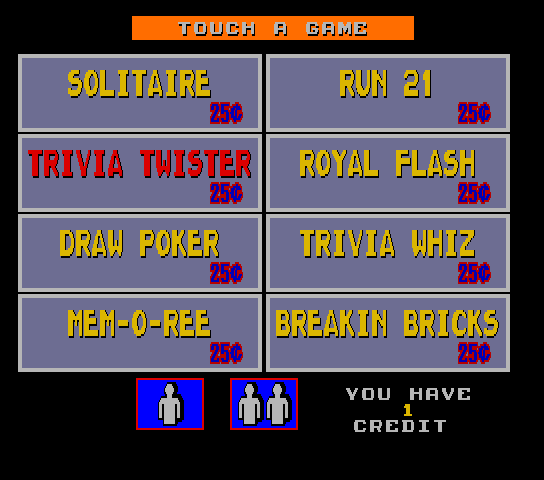 TOUCH A GAME
SOLITAIRE
25¢
RUN 21
25¢
TRIVIA TWISTER
25¢
ROYAL FLASH
25¢
DRAW POKER
25¢
TRIVIA WHIZ
25¢
MEM-O-REE
25¢
BREAKIN BRICKS
25¢
YOU HAVE
1
CREDIT